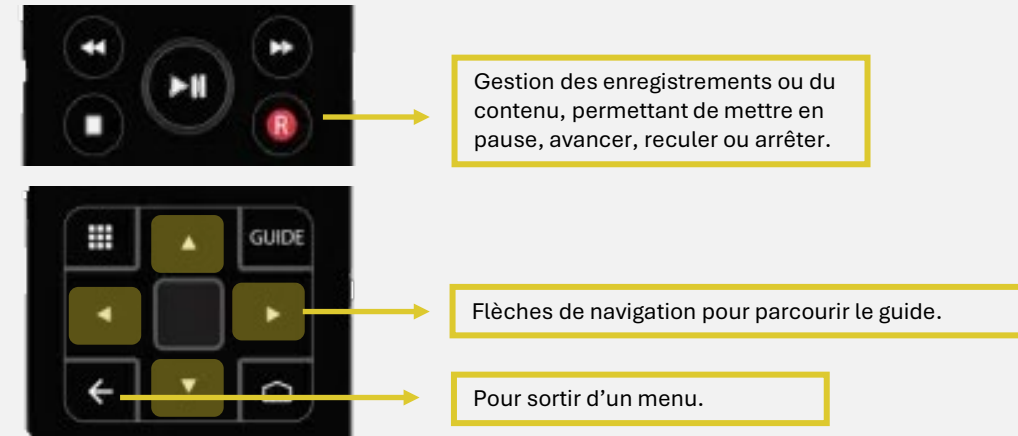 R
Gestion des enregistrements ou du
contenu, permettant de mettre en
pause, avancer, reculer ou arrêter.
GUIDE
Flèches de navigation pour parcourir le guide.
Pour sortir d’un menu.